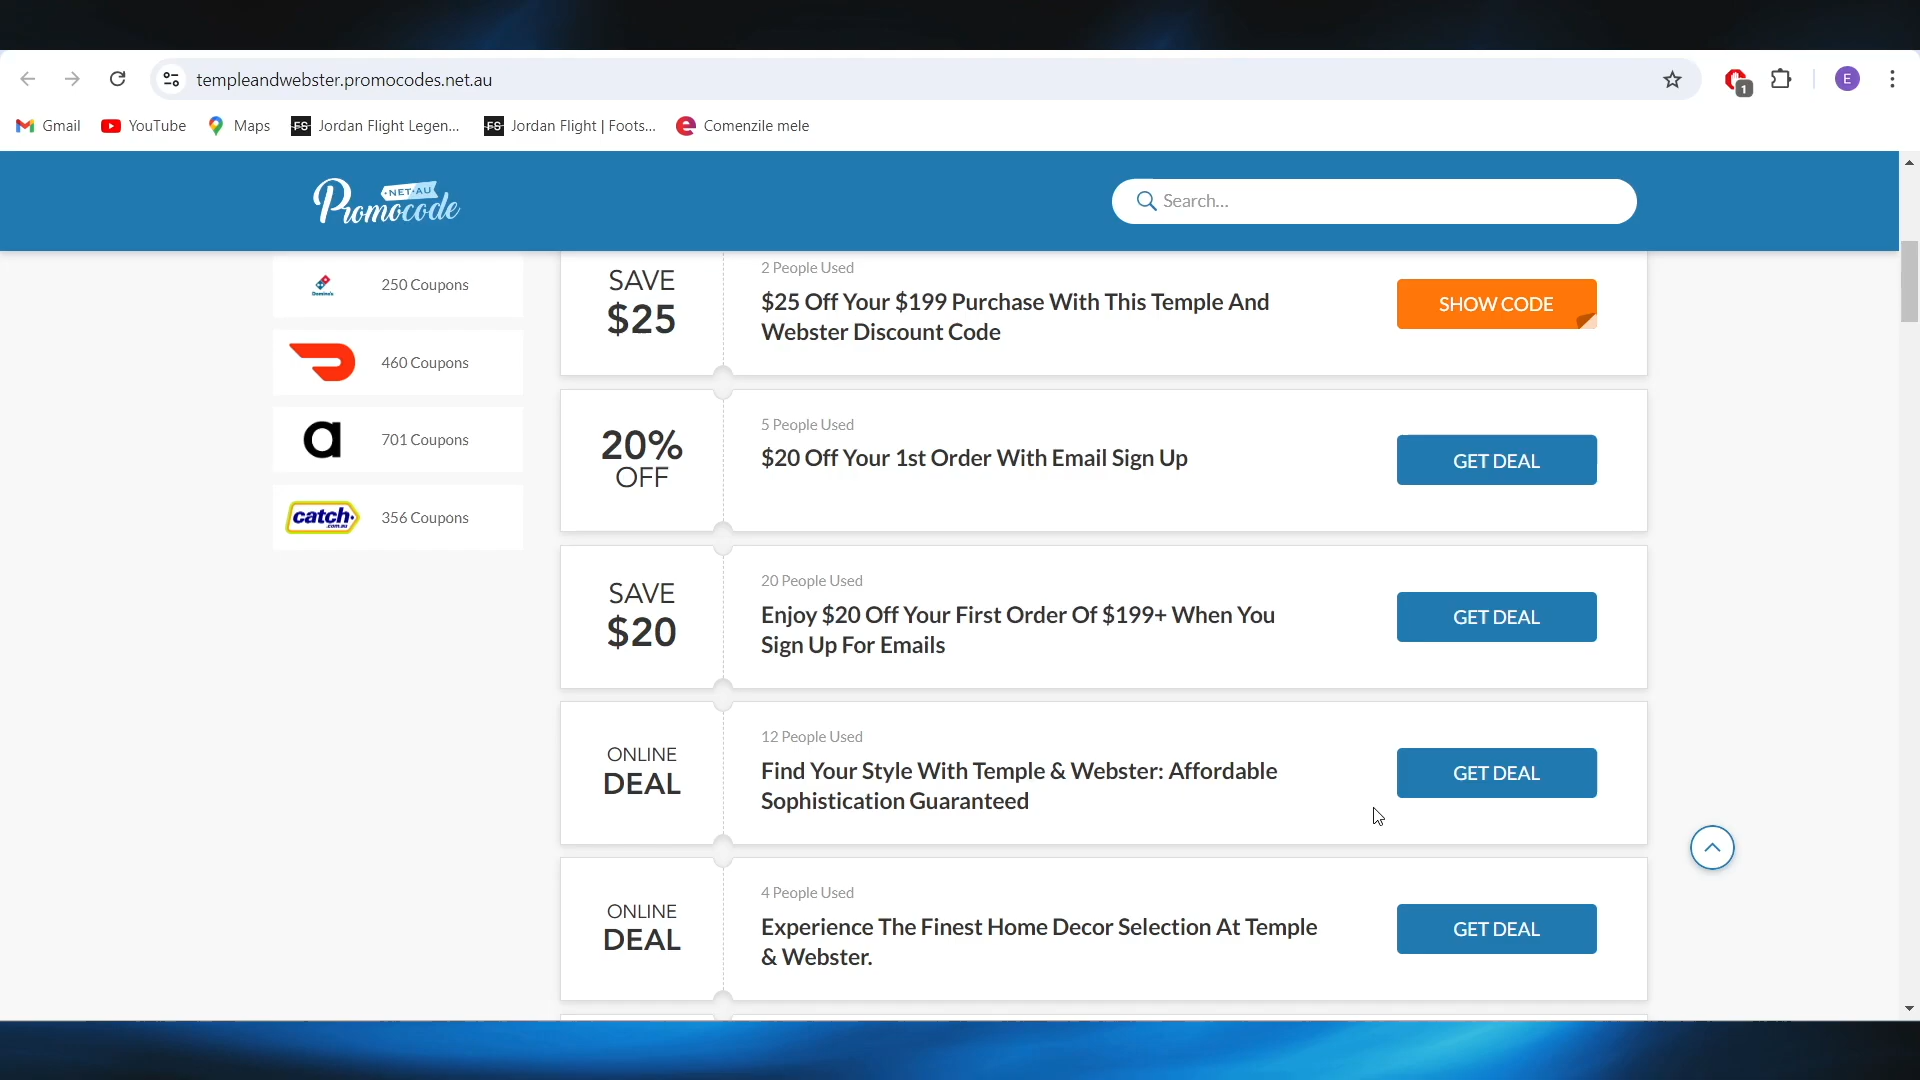 templeandwebster.promocodes.net.au
1
E
Gmail
YouTube
Maps
FS
Jordan Flight Legen...
FS
Jordan Flight | Foots...
e
Comenzile mele
·NET·AU
Promocode
Search...
Domino's
250 Coupons
460 Coupons
a
701 Coupons
catch.com.au
356 Coupons
SAVE
$25
2 People Used
$25 Off Your $199 Purchase With This Temple And
Webster Discount Code
SHOW CODE
20%
OFF
5 People Used
$20 Off Your 1st Order With Email Sign Up
GET DEAL
SAVE
$20
20 People Used
Enjoy $20 Off Your First Order Of $199+ When You
Sign Up For Emails
GET DEAL
ONLINE
DEAL
12 People Used
Find Your Style With Temple & Webster: Affordable
Sophistication Guaranteed
GET DEAL
ONLINE
DEAL
4 People Used
Experience The Finest Home Decor Selection At Temple
& Webster.
GET DEAL